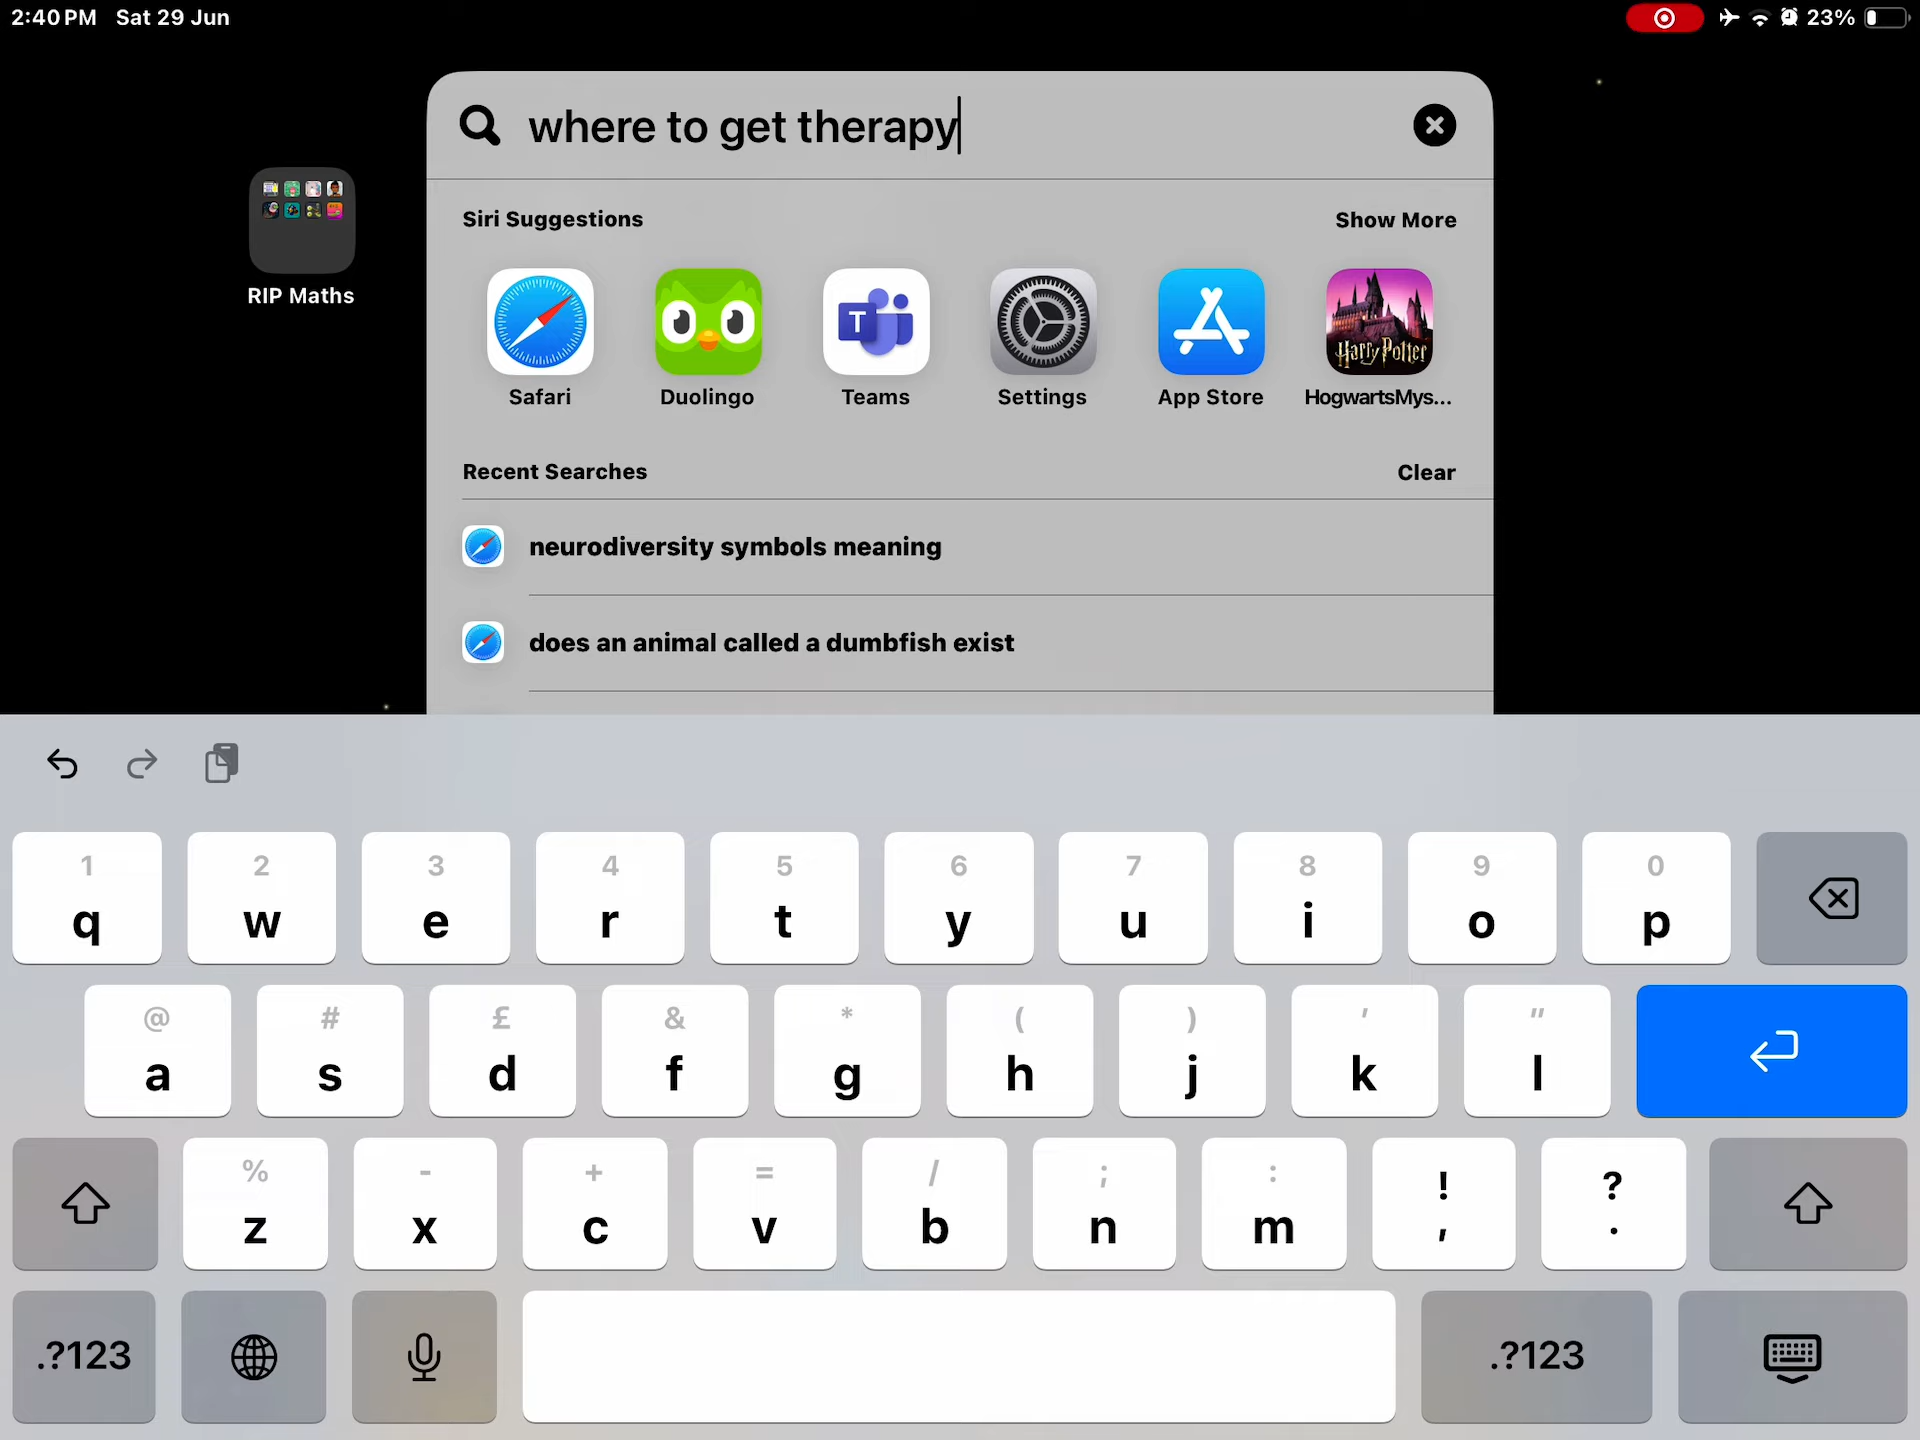 2:40 PM Sat 29 Jun
23%
where to get therapy
RIP Maths
Siri Suggestions
Show More
T
Harry Potter
Safari
Duolingo
Teams
Settings
App Store
HogwartsMys...
Recent Searches
Clear
neurodiversity symbols meaning
does an animal called a dumbfish exist
1 2 3 4 5 6 7 8 9 0
q w e r t y u i o p
@ # £ & * ( ) ' "
a s d f g h j k l
% - + = / ; : ! ?
z x c v b n m , .
.?123
.?123